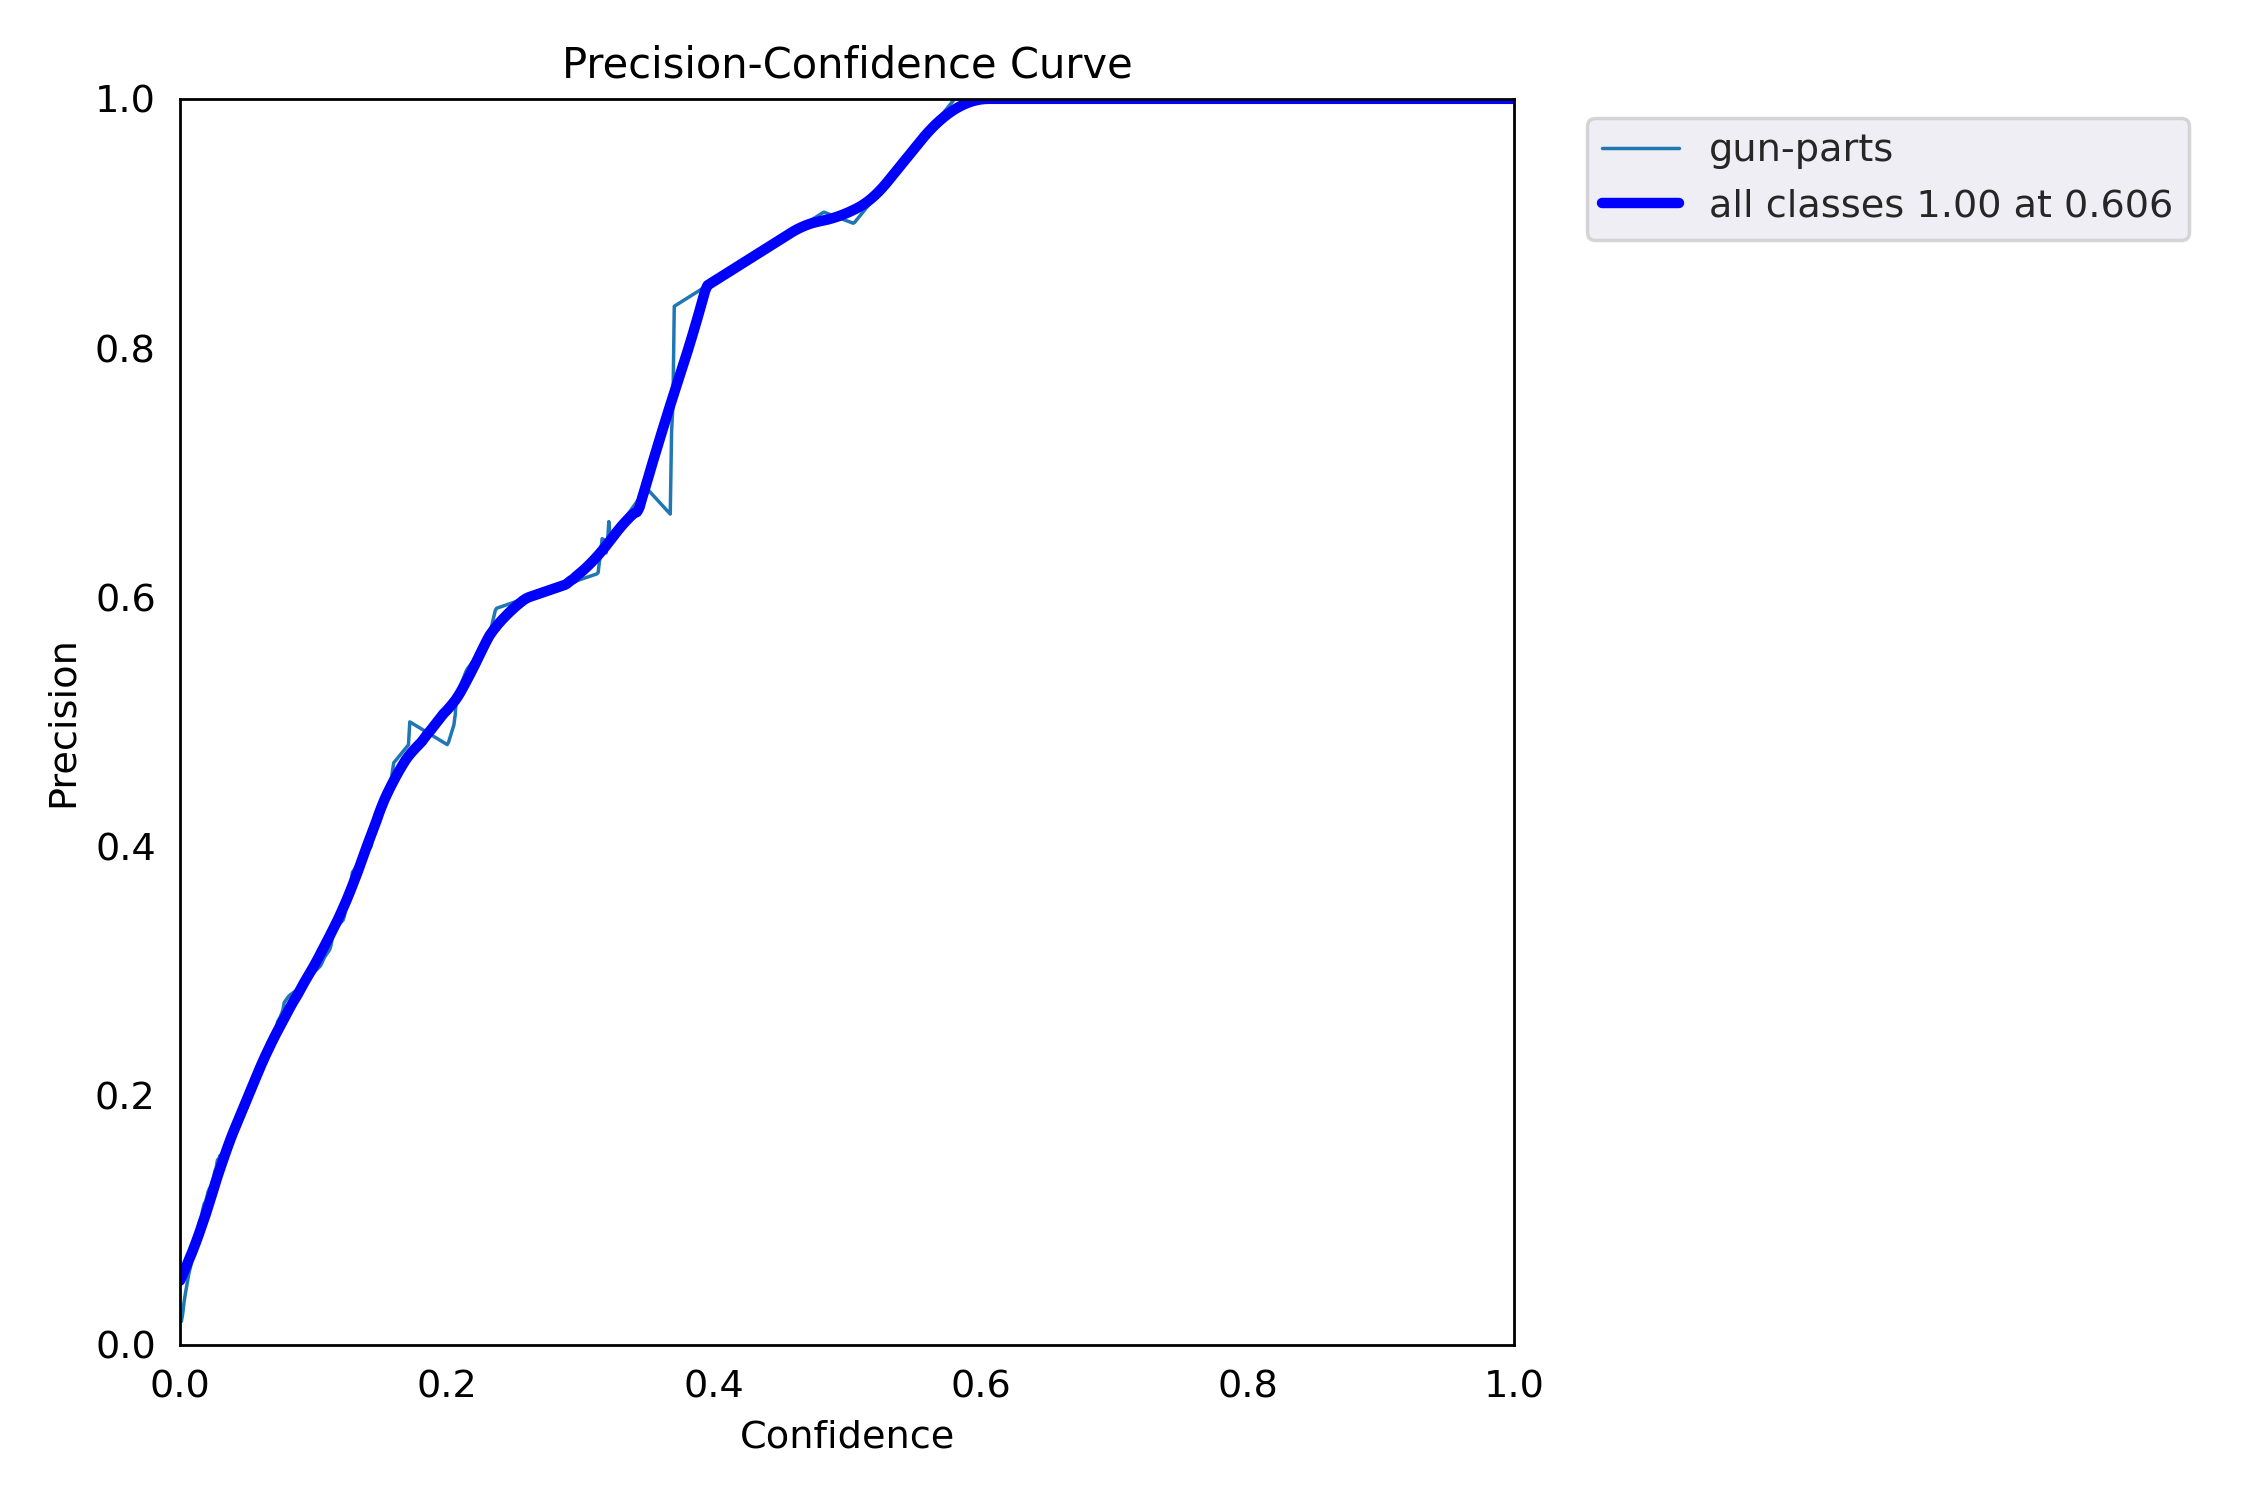 Precision-Confidence Curve
1.0
0.8
0.6
0.4
0.2
0.0
Precision
0.0 0.2 0.4 0.6 0.8 1.0
Confidence
gun-parts
all classes 1.00 at 0.606